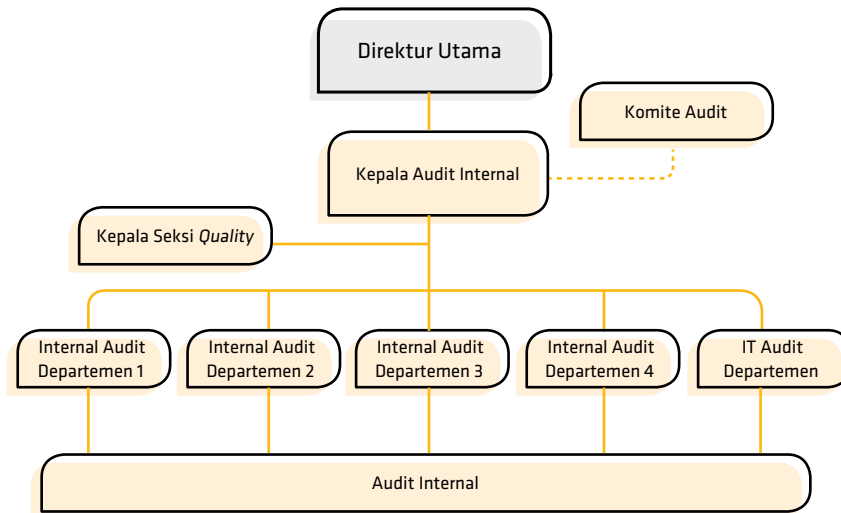 Direktur Utama
Komite Audit
Kepala Audit Internal
Kepala Seksi Quality
Internal Audit
Departemen 1
Internal Audit
Departemen 2
Internal Audit
Departemen 3
Internal Audit
Departemen 4
IT Audit
Departemen
Audit Internal